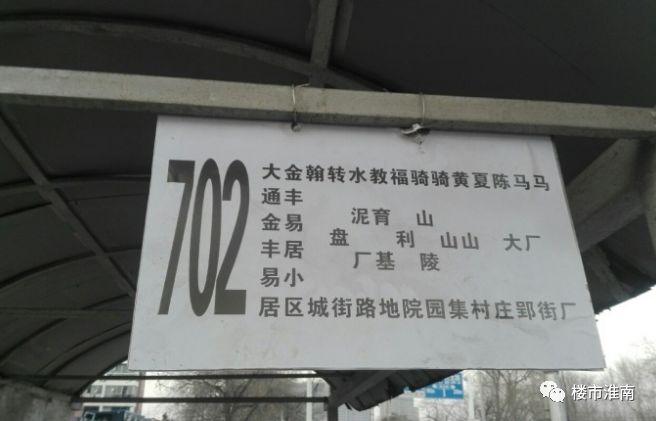 702
大通金丰易居
金丰易居小区
翰城
转盘街
水泥厂路
教育基地
福利院
骑山陵园
骑山集
黄山村
夏庄
陈郢
马大街
马厂厂
楼市淮南